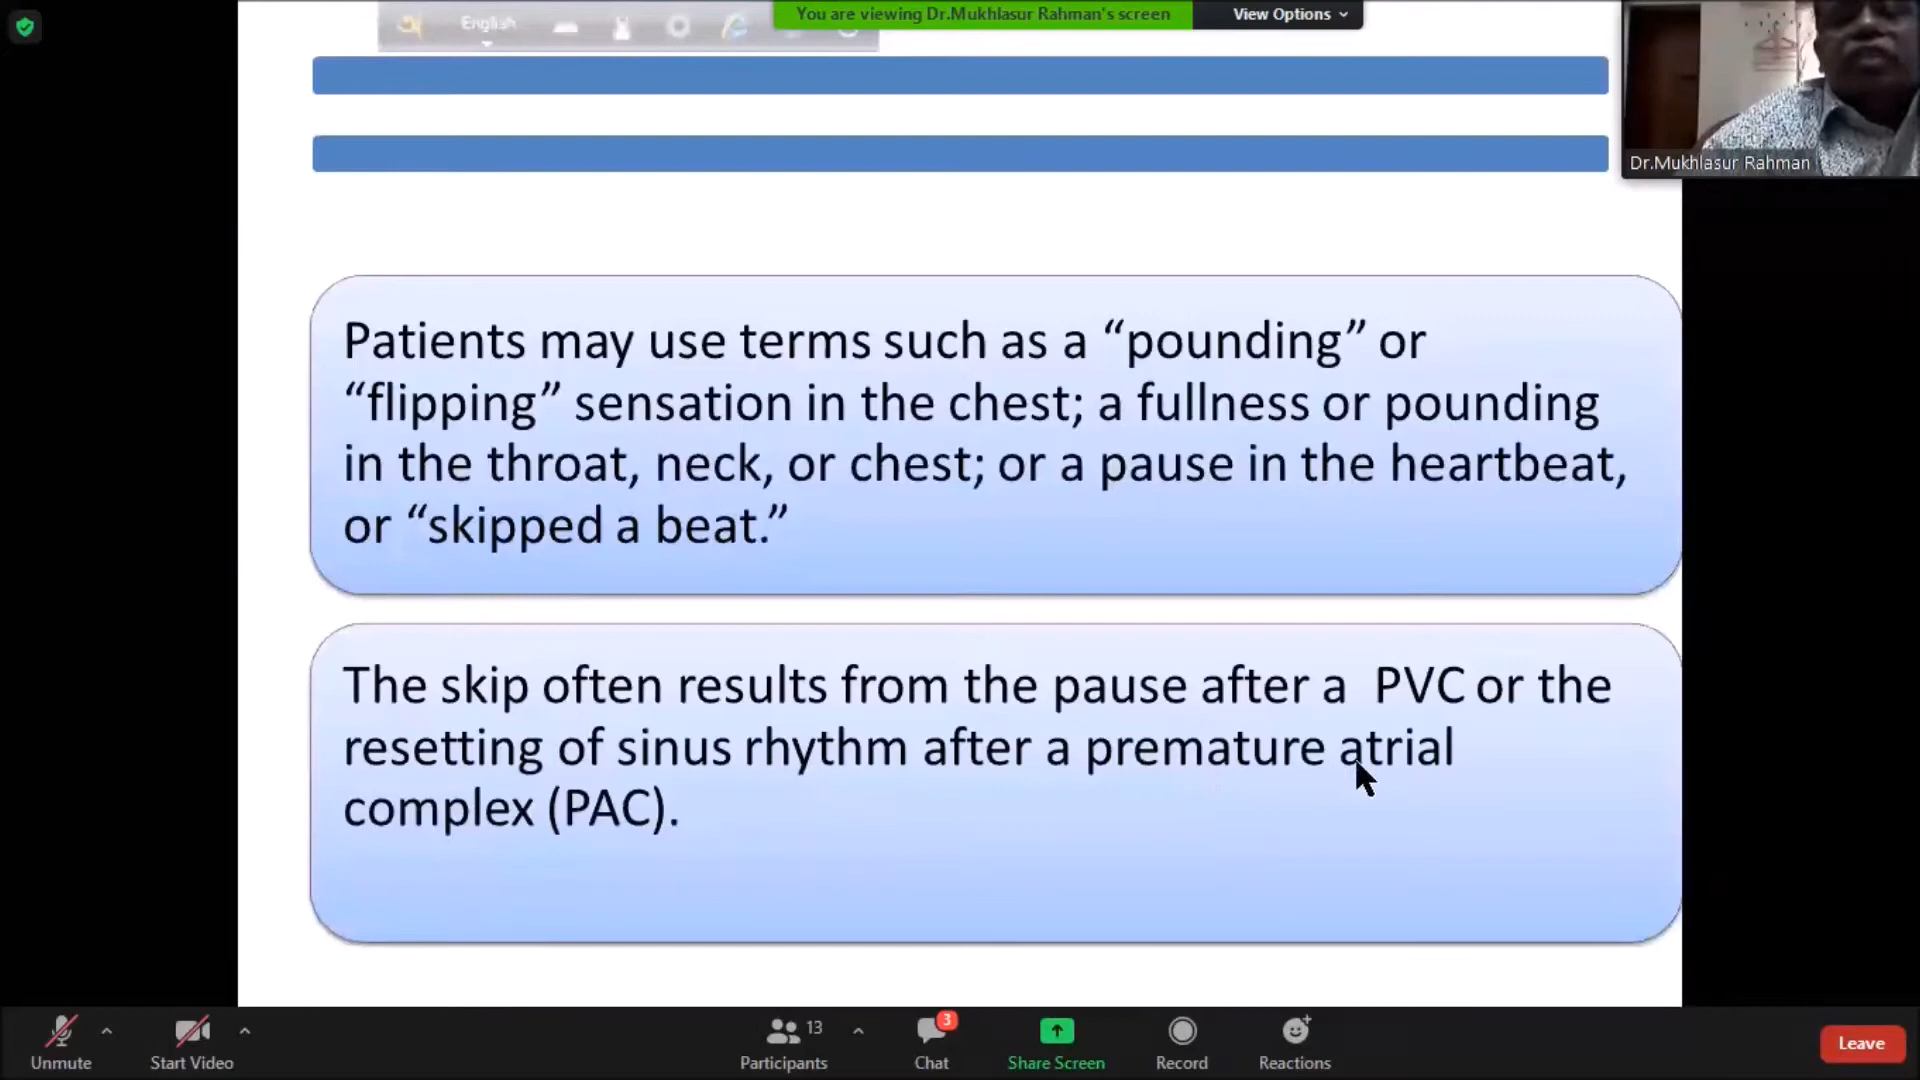 English
You are viewing Dr.Mukhlasur Rahman's screen
View Options
Dr.Mukhlasur Rahman
Patients may use terms such as a “pounding” or
“flipping” sensation in the chest; a fullness or pounding
in the throat, neck, or chest; or a pause in the heartbeat,
or “skipped a beat.”
The skip often results from the pause after a  PVC or the
resetting of sinus rhythm after a premature atrial
complex (PAC).
Unmute
Start Video
13
Participants
3
Chat
Share Screen
Record
Reactions
Leave